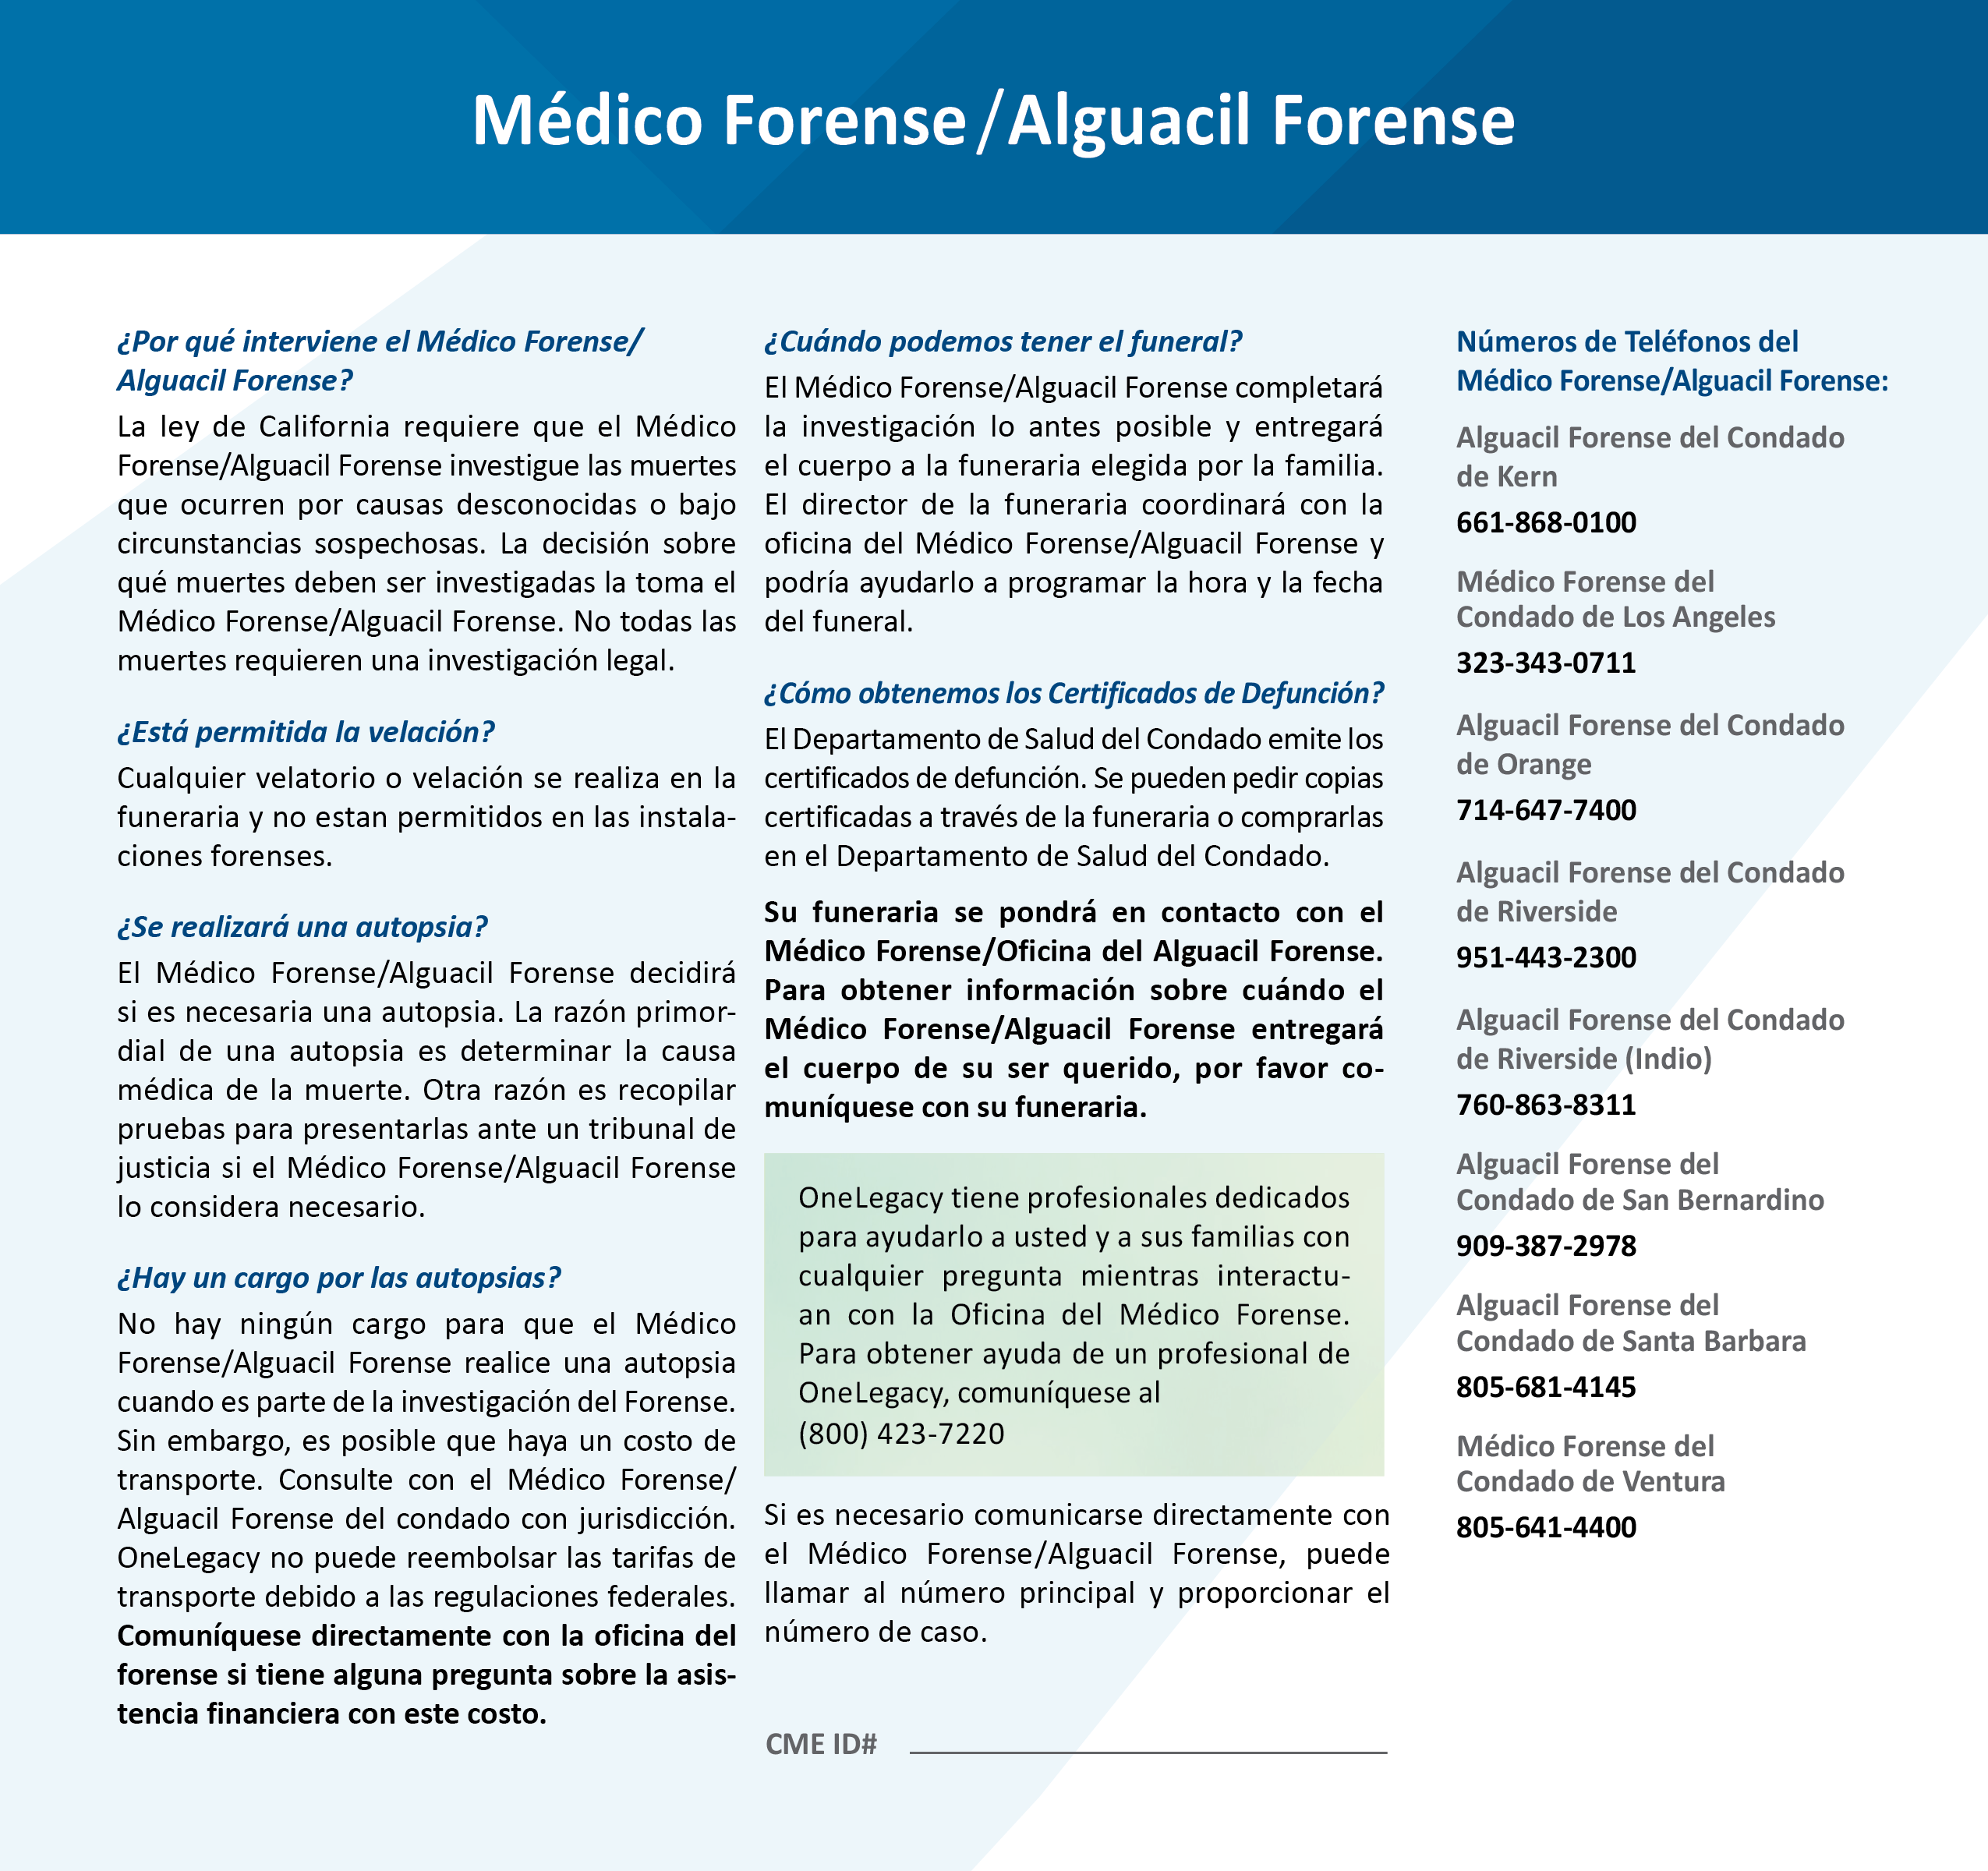 Médico Forense/Alguacil Forense
¿Por qué interviene el Médico Forense/
Alguacil Forense?
La ley de California requiere que el Médico
Forense/Alguacil Forense investigue las muertes
que ocurren por causas desconocidas o bajo
circunstancias sospechosas. La decisión sobre
qué muertes deben ser investigadas la toma el
Médico Forense/Alguacil Forense. No todas las
muertes requieren una investigación legal.
¿Está permitida la velación?
Cualquier velatorio o velación se realiza en la
funeraria y no estan permitidos en las instala-
ciones forenses.
¿Se realizará una autopsia?
El Médico Forense/Alguacil Forense decidirá
si es necesaria una autopsia. La razón primor-
dial de una autopsia es determinar la causa
médica de la muerte. Otra razón es recopilar
pruebas para presentarlas ante un tribunal de
justicia si el Médico Forense/Alguacil Forense
lo considera necesario.
¿Hay un cargo por las autopsias?
No hay ningún cargo para que el Médico
Forense/Alguacil Forense realice una autopsia
cuando es parte de la investigación del Forense.
Sin embargo, es posible que haya un costo de
transporte. Consulte con el Médico Forense/
Alguacil Forense del condado con jurisdicción.
OneLegacy no puede reembolsar las tarifas de
transporte debido a las regulaciones federales.
Comuníquese directamente con la oficina del
forense si tiene alguna pregunta sobre la asis-
tencia financiera con este costo.
¿Cuándo podemos tener el funeral?
El Médico Forense/Alguacil Forense completará
la investigación lo antes posible y entregará
el cuerpo a la funeraria elegida por la familia.
El director de la funeraria coordinará con la
oficina del Médico Forense/Alguacil Forense y
podría ayudarlo a programar la hora y la fecha
del funeral.
¿Cómo obtenemos los Certificados de Defunción?
El Departamento de Salud del Condado emite los
certificados de defunción. Se pueden pedir copias
certificadas a través de la funeraria o comprarlas
en el Departamento de Salud del Condado.
Su funeraria se pondrá en contacto con el
Médico Forense/Oficina del Alguacil Forense.
Para obtener información sobre cuándo el
Médico Forense/Alguacil Forense entregará
el cuerpo de su ser querido, por favor co-
muníquese con su funeraria.
OneLegacy tiene profesionales dedicados
para ayudarlo a usted y a sus familias con
cualquier pregunta mientras interactu-
an con la Oficina del Médico Forense.
Para obtener ayuda de un profesional de
OneLegacy, comuníquese al
(800) 423-7220
Si es necesario comunicarse directamente con
el Médico Forense/Alguacil Forense, puede
llamar al número principal y proporcionar el
número de caso.
CME ID#
Números de Teléfonos del
Médico Forense/Alguacil Forense:
Alguacil Forense del Condado
de Kern
661-868-0100
Médico Forense del
Condado de Los Angeles
323-343-0711
Alguacil Forense del Condado
de Orange
714-647-7400
Alguacil Forense del Condado
de Riverside
951-443-2300
Alguacil Forense del Condado
de Riverside (Indio)
760-863-8311
Alguacil Forense del
Condado de San Bernardino
909-387-2978
Alguacil Forense del
Condado de Santa Barbara
805-681-4145
Médico Forense del
Condado de Ventura
805-641-4400